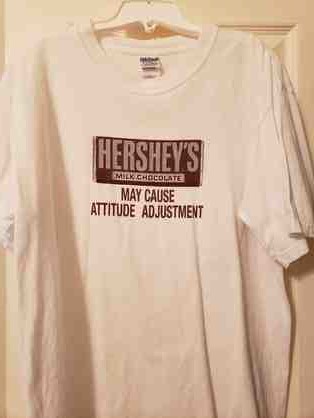 HERSHEY'S
MILK CHOCOLATE
MAY CAUSE
ATTITUDE ADJUSTMENT